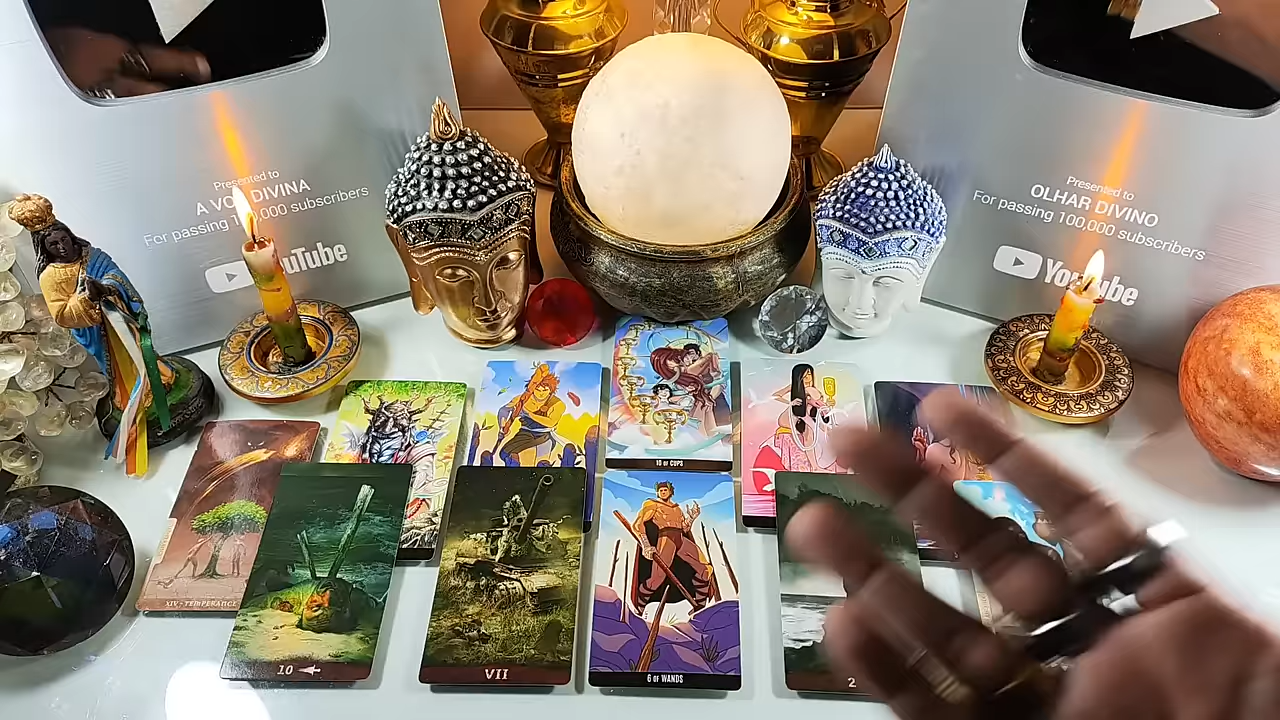 Presented to
A VOZ DIVINA
For passing 100,000 subscribers
YouTube
Presented to
OLHAR DIVINO
For passing 100,000 subscribers
YouTube
10 OF CUPS
XIV - TEMPERANCE
10
VII
6 OF WANDS
2